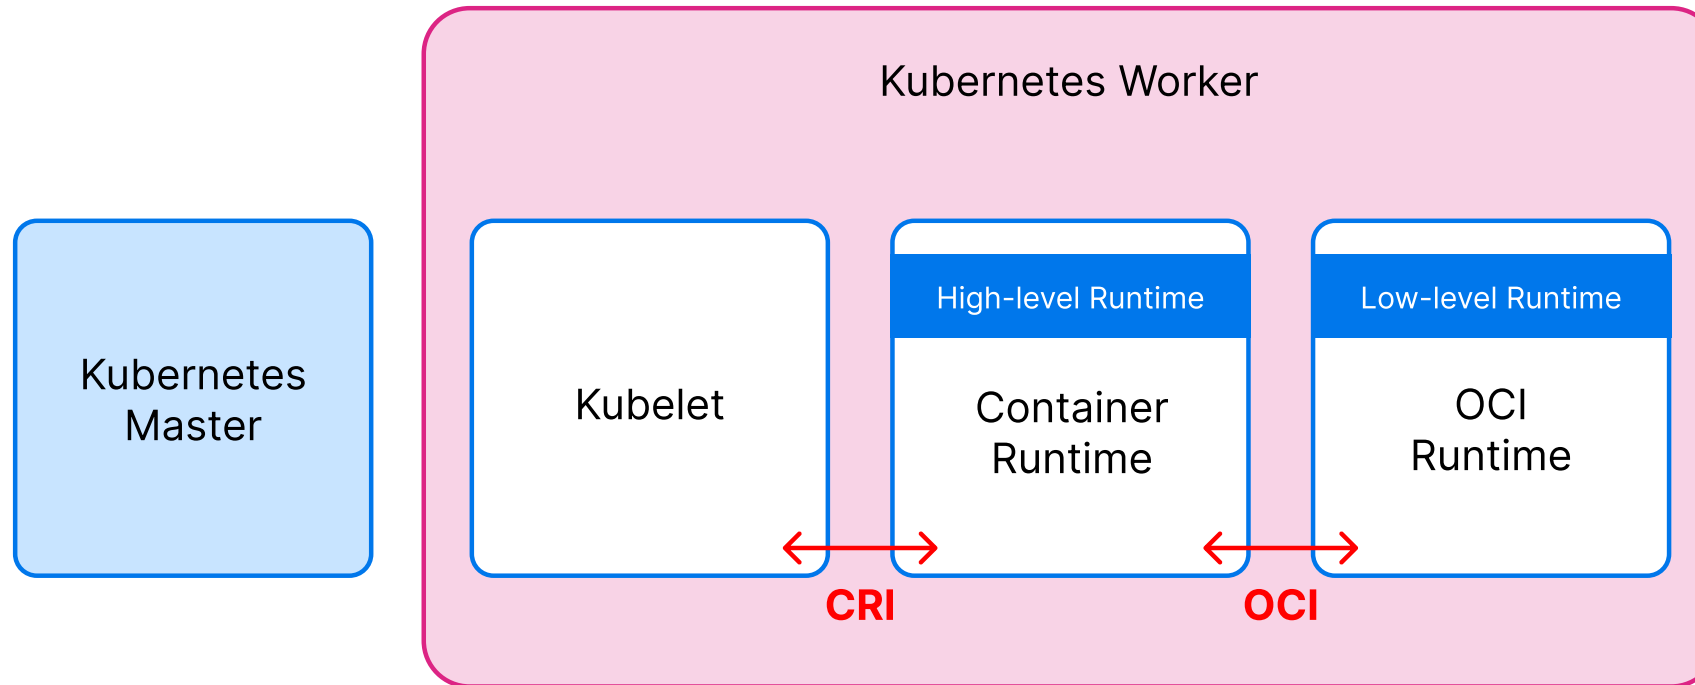 Kubernetes Worker
Kubernetes
Master
Kubelet
High-level Runtime
Container
Runtime
Low-level Runtime
OCI
Runtime
CRI
OCI